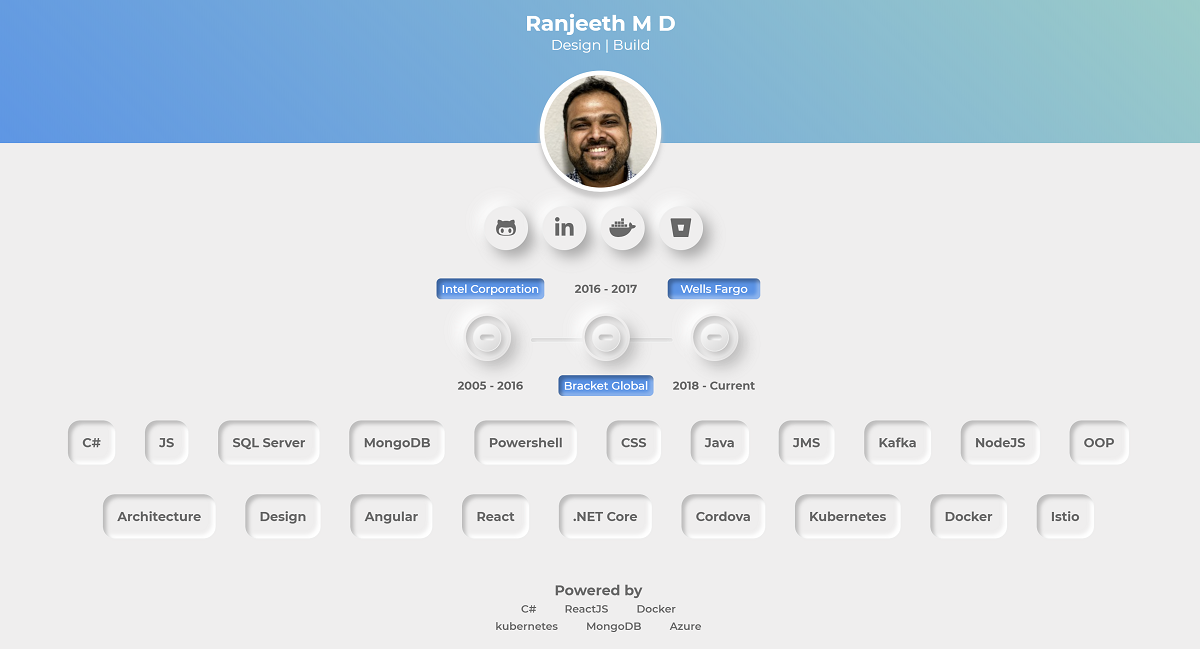 Ranjeeth M D
Design | Build
in
Intel Corporation 2016 - 2017 Wells Fargo
2005 - 2016 Bracket Global 2018 - Current
C# JS SQL Server MongoDB Powershell CSS Java JMS Kafka NodeJS OOP
Architecture Design Angular React .NET Core Cordova Kubernetes Docker Istio
Powered by
C# ReactJS Docker
kubernetes MongoDB Azure